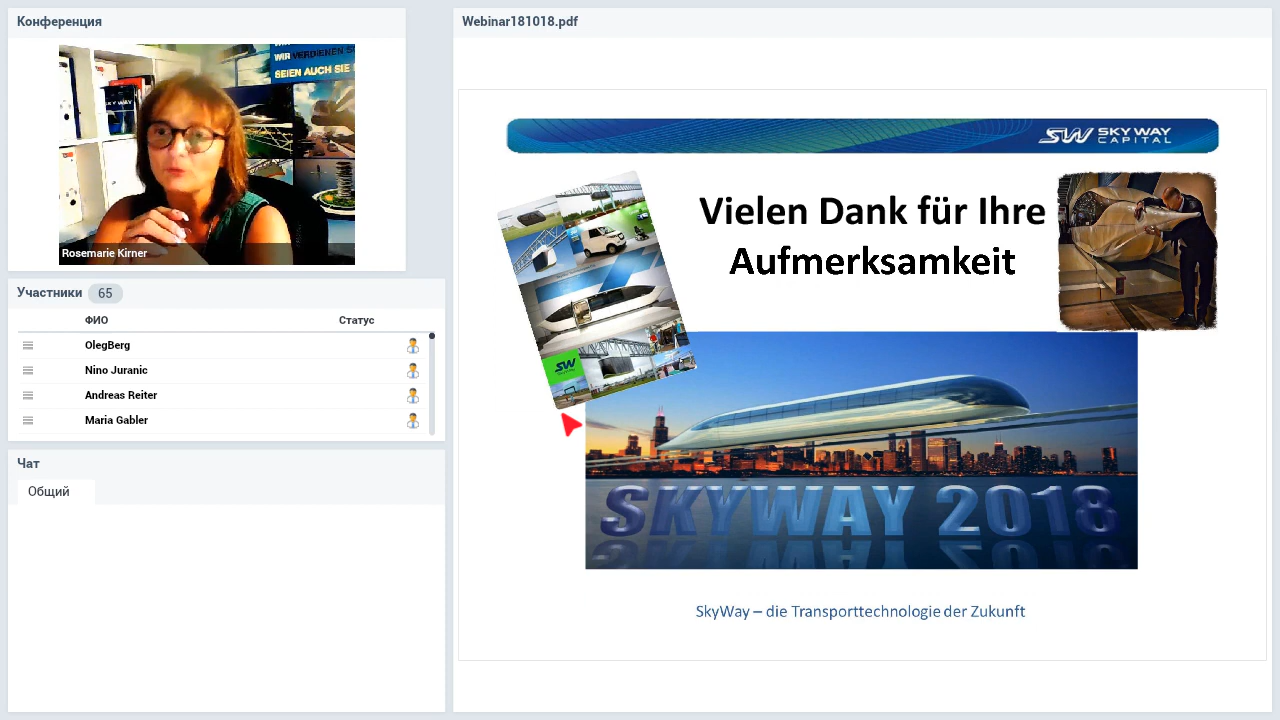 Конференция
WIR VERDIENEN
SEIEN AUCH SIE
SKY WAY
Rosemarie Kirner
Участники 65
ФИО Статус
OlegBerg
Nino Juranic
Andreas Reiter
Maria Gabler
Чат
Общий
Webinar181018.pdf
SW SKY WAY
CAPITAL
Vielen Dank für Ihre
Aufmerksamkeit
SW
SKYWAY 2018
SkyWay – die Transporttechnologie der Zukunft